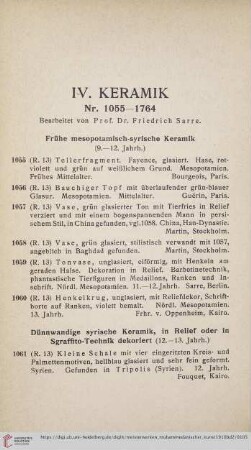 IV. KERAMIK
Nr. 1055—1764
Bearbeitet von Prof. Dr. Friedrich Sarre.
Frühe mesopotamisch-syrische Keramik
(9.—12. Jahrh.)
1055 (R. 13) Tellerfragment. Fayence, glasiert. Hase, rot-
violett und grün auf weißlichem Grund. Mesopotamien.
Frühes Mittelalter. Bourgeois, Paris.
1056 (R. 13) Bauchiger Topf mit überlaufender grün-blauer
Glasur. Mesopotamien. Mittelalter. Guérin, Paris.
1057 (R. 13) Vase, grün glasierter Ton mit Tierfries in Relief
verziert und mit einem bogenspannenden Mann in persi-
schem Stil, in China gefunden, vgl. 1058. China, Han-Dynastie.
Martin, Stockholm.
1058 (R. 13) Vase, grün glasiert, stilistisch verwandt mit 1057,
angeblich in Bagdad gefunden. Martin, Stockholm.
1059 (R. 13) Tonvase, unglasiert, eiförmig, mit Henkeln am
geraden Halse. Dekoration in Relief. Barbotinetechnik,
phantastische Tierfiguren in Medaillons, Ranken und In-
schrift. Nördl. Mesopotamien. 11.—12. Jahrh. Sarre, Berlin.
1060 (R. 13) Henkelkrug, unglasiert, mit Relieffelder, Schrift-
borte auf Ranken, violett bemalt. Nördl. Mesopotamien.
13. Jahrh. Frhr. v. Oppenheim, Kairo.
Dünnwandige syrische Keramik, in Relief oder in
Sgraffito-Technik dekoriert (12.—13. Jahrh.)
1061 (R. 13) Kleine Schale mit vier eingeritzten Kreis- und
Palmettenmotiven, hellblau glasiert und sehr fein geformt.
Syrien. Gefunden in Tripolis (Syrien). 12. Jahrh.
Fouquet, Kairo.